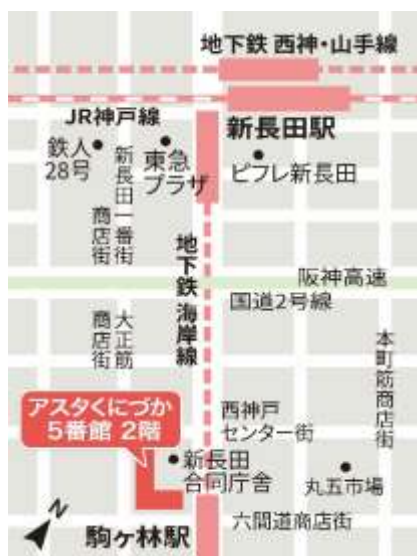 地下鉄 西神・山手線
JR神戸線
新長田駅
鉄人
28号
新長田一番街
商店街
東急
プラザ
ピフレ新長田
地下鉄 海岸線
阪神高速
国道2号線
大正筋
商店街
本町筋商店街
アスタくにづか
5番館 2階
西神戸
センター街
新長田
合同庁舎
丸五市場
六間道商店街
駒ヶ林駅
N